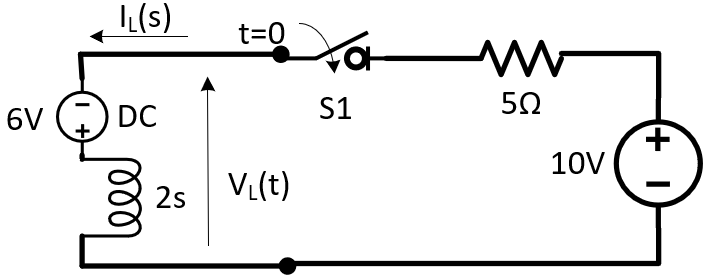 I_L(s)
t=0
S1
5Ω
6V
DC
-
+
2s
V_L(t)
10V
+
−